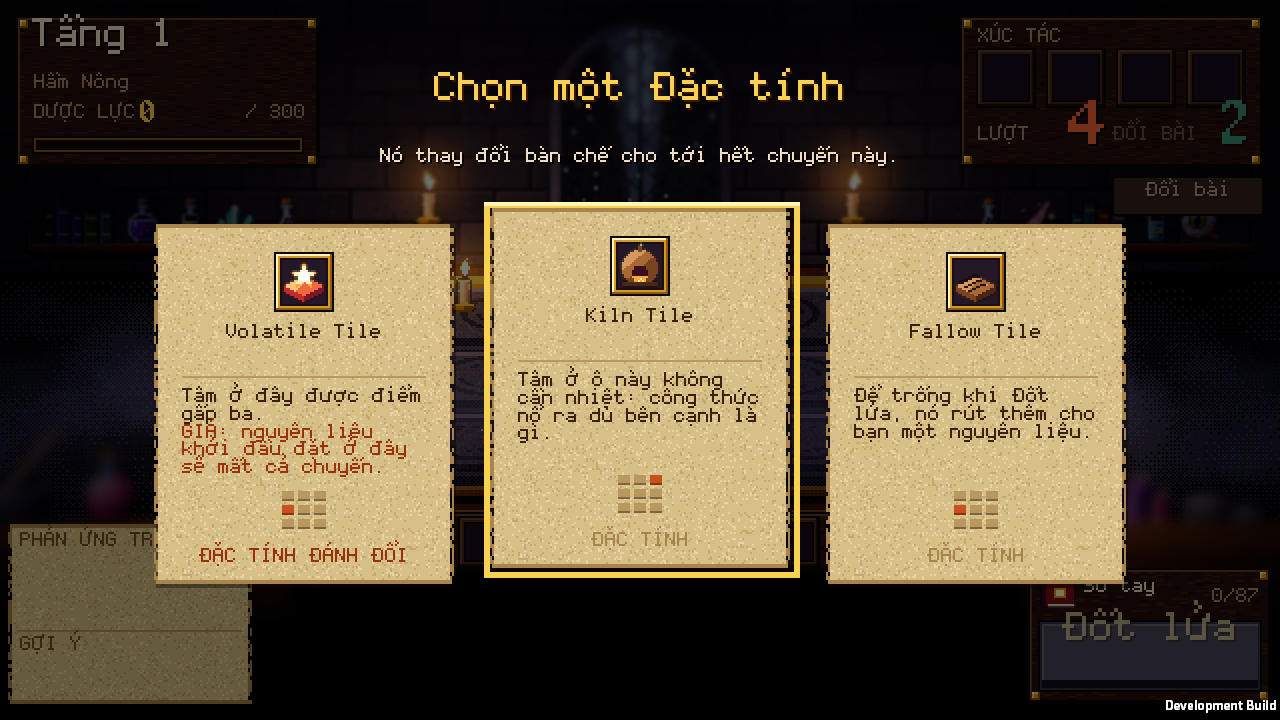 Tầng 1
Hầm Nông
DƯỢC LỰC 0 / 300
XÚC TÁC
LƯỢT 4 ĐỔI BÀI 2
Đổi bài
Chọn một Đặc tính
Nó thay đổi bàn chế cho tới hết chuyến này.
Volatile Tile
Tâm ở đây được điểm
gấp ba.
GIÁ: nguyên liệu
khởi đầu đặt ở đây
sẽ mất cả chuyến.
ĐẶC TÍNH ĐÁNH ĐỔI
Kiln Tile
Tâm ở ô này không
cần nhiệt: công thức
nổ ra dù bên cạnh là
gì.
ĐẶC TÍNH
Fallow Tile
Để trống khi Đốt
lửa, nó rút thêm cho
bạn một nguyên liệu.
ĐẶC TÍNH
PHẢN ỨNG TR
GỢI Ý
Sổ tay
0/87
Đốt lửa
Development Build